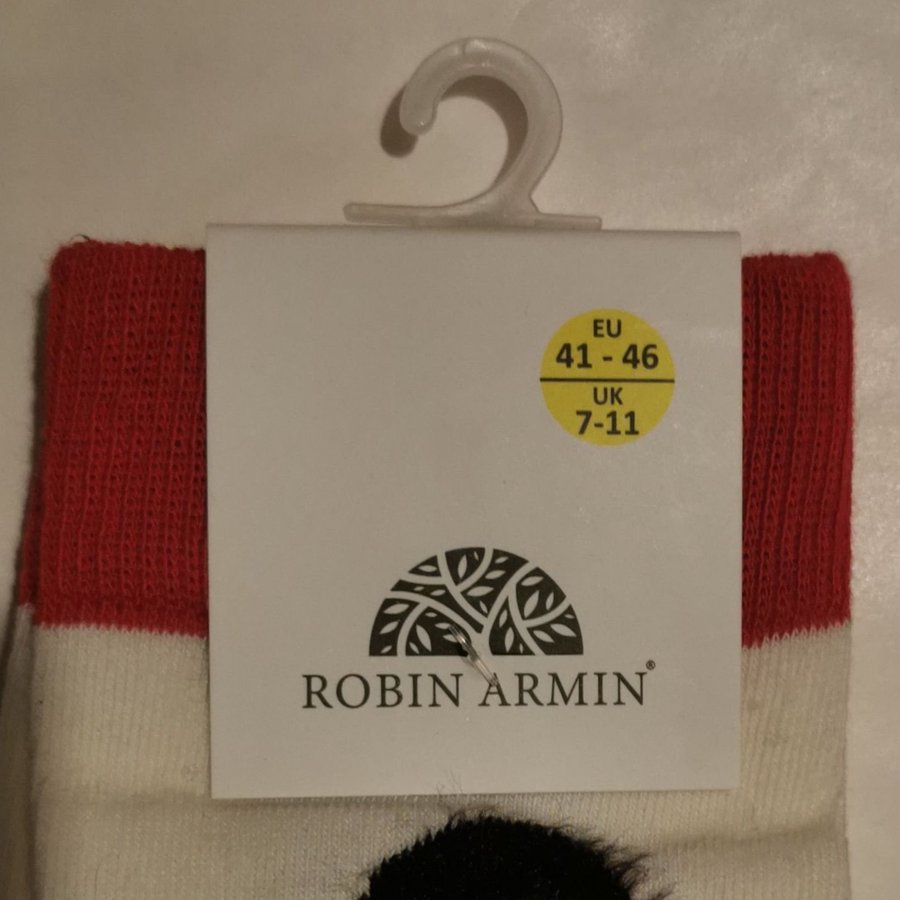 EU
41 - 46
UK
7-11
ROBIN ARMIN®